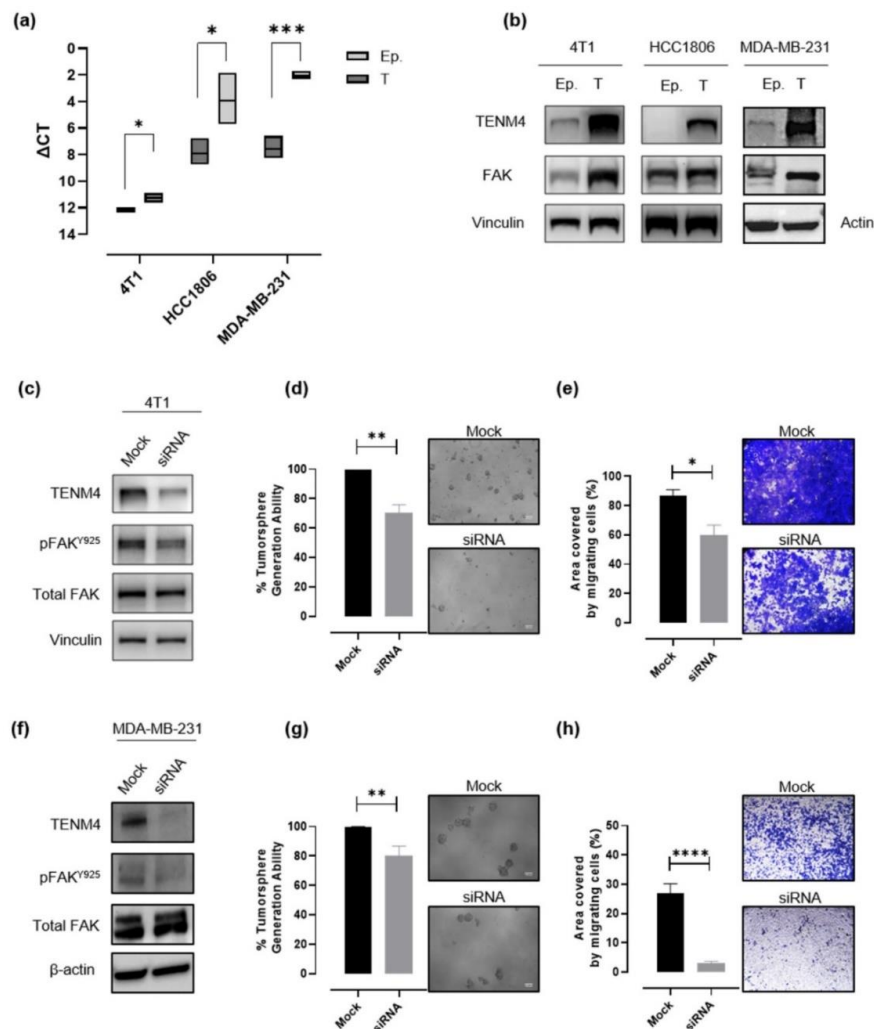 (a)
ΔCT
0
2
4
6
8
10
12
14
*
*
***
Ep.
T
4T1
HCC1806
MDA-MB-231
(b)
4T1 HCC1806 MDA-MB-231
Ep. T Ep. T Ep. T
TENM4
FAK
Vinculin Actin
(c)
4T1
Mock siRNA
TENM4
pFAKY925
Total FAK
Vinculin
(d)
% Tumorsphere
Generation Ability
100
80
60
40
20
0
**
Mock siRNA
Mock
siRNA
(e)
Area covered
by migrating cells (%)
100
80
60
40
20
0
*
Mock siRNA
Mock
siRNA
(f)
MDA-MB-231
Mock siRNA
TENM4
pFAKY925
Total FAK
β-actin
(g)
% Tumorsphere
Generation Ability
100
80
60
40
20
0
**
Mock siRNA
Mock
siRNA
(h)
Area covered
by migrating cells (%)
50
40
30
20
10
0
****
Mock siRNA
Mock
siRNA